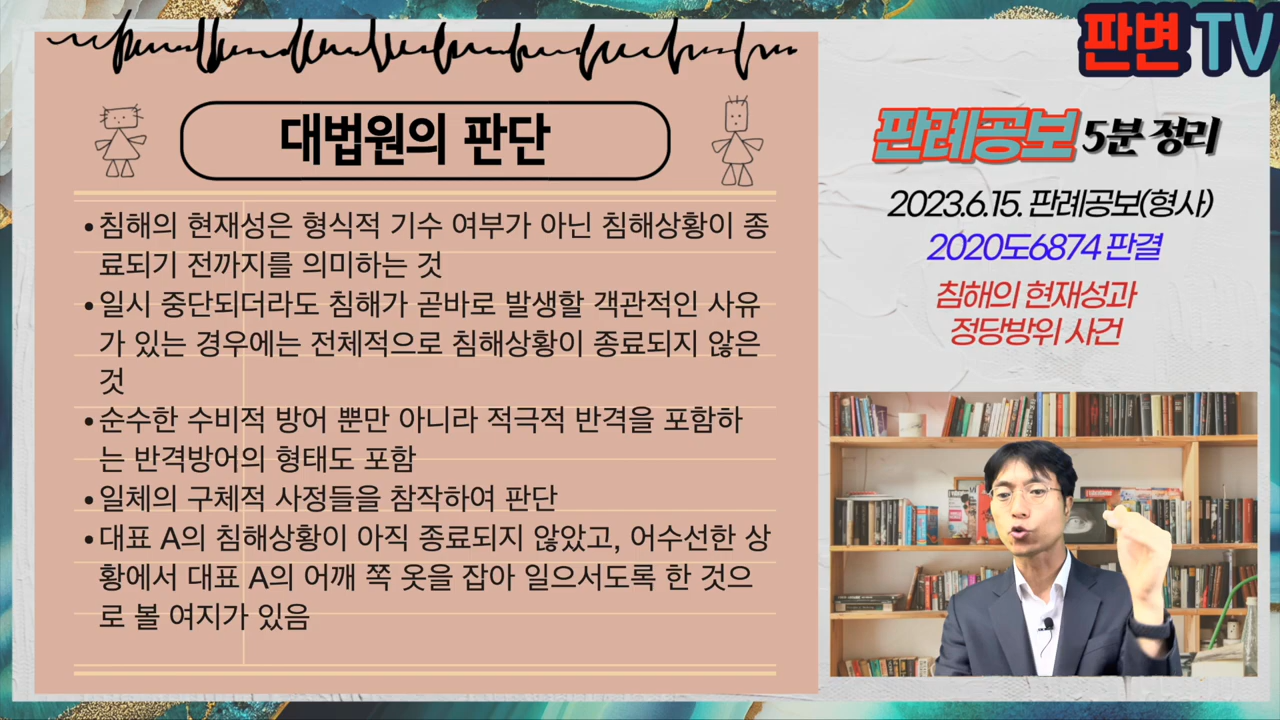 판변 TV
대법원의 판단
• 침해의 현재성은 형식적 기수 여부가 아닌 침해상황이 종
료되기 전까지를 의미하는 것
• 일시 중단되더라도 침해가 곧바로 발생할 객관적인 사유
가 있는 경우에는 전체적으로 침해상황이 종료되지 않은
것
• 순수한 수비적 방어 뿐만 아니라 적극적 반격을 포함하
는 반격방어의 형태도 포함
• 일체의 구체적 사정들을 참작하여 판단
• 대표 A의 침해상황이 아직 종료되지 않았고, 어수선한 상
황에서 대표 A의 어깨 쪽 옷을 잡아 일으서도록 한 것으
로 볼 여지가 있음
판례공보 5분 정리
2023.6.15. 판례공보(형사)
2020도6874 판결
침해의 현재성과
정당방위 사건